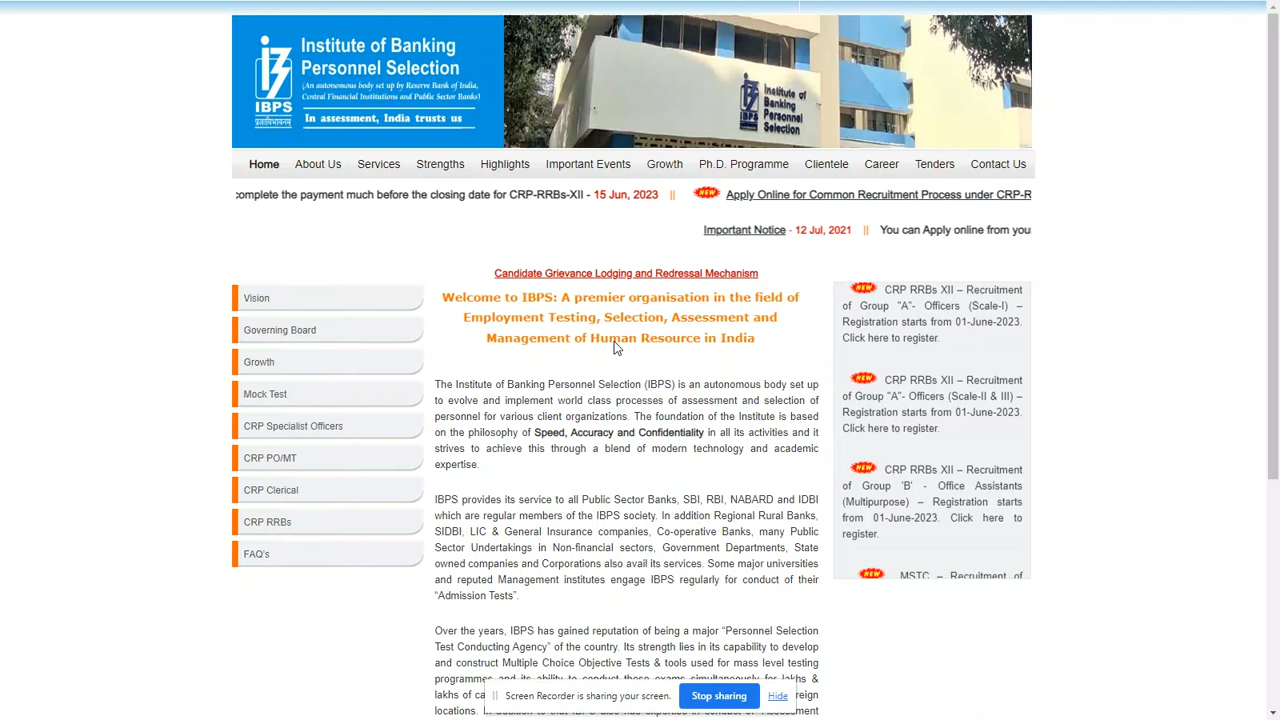 Institute of Banking
Personnel Selection
(An autonomous body set up by Reserve Bank of India,
Central Financial Institutions and Public Sector Banks)
IBPS
In assessment, India trusts us
Institute of
Banking
Personnel
Selection
IBPS
Home About Us Services Strengths Highlights Important Events Growth Ph.D. Programme Clientele Career Tenders Contact Us
omplete the payment much before the closing date for CRP-RRBs-XII - 15 Jun, 2023 || NEW Apply Online for Common Recruitment Process under CRP-R
Important Notice - 12 Jul, 2021 || You can Apply online from you
Candidate Grievance Lodging and Redressal Mechanism
Vision
Governing Board
Growth
Mock Test
CRP Specialist Officers
CRP PO/MT
CRP Clerical
CRP RRBs
FAQ's
Welcome to IBPS: A premier organisation in the field of
Employment Testing, Selection, Assessment and
Management of Human Resource in India
The Institute of Banking Personnel Selection (IBPS) is an autonomous body set up
to evolve and implement world class processes of assessment and selection of
personnel for various client organizations. The foundation of the Institute is based
on the philosophy of Speed, Accuracy and Confidentiality in all its activities and it
strives to achieve this through a blend of modern technology and academic
expertise.
IBPS provides its service to all Public Sector Banks, SBI, RBI, NABARD and IDBI
which are regular members of the IBPS society. In addition Regional Rural Banks,
SIDBI, LIC & General Insurance companies, Co-operative Banks, many Public
Sector Undertakings in Non-financial sectors, Government Departments, State
owned companies and Corporations also avail its services. Some major universities
and reputed Management institutes engage IBPS regularly for conduct of their
“Admission Tests”.
Over the years, IBPS has gained reputation of being a major “Personnel Selection
Test Conducting Agency” of the country. Its strength lies in its capability to develop
and construct Multiple Choice Objective Tests & tools used for mass level testing
programmes and its ability to conduct these exams simultaneously for lakhs &
lakhs of ca reign
locations.
NEW CRP RRBs XII – Recruitment
of Group "A"- Officers (Scale-I) –
Registration starts from 01-June-2023.
Click here to register.
NEW CRP RRBs XII – Recruitment
of Group "A"- Officers (Scale-II & III) –
Registration starts from 01-June-2023.
Click here to register.
NEW CRP RRBs XII – Recruitment
of Group 'B' - Office Assistants
(Multipurpose) – Registration starts
from 01-June-2023. Click here to
register.
NEW MSTC – Recruitment of
Screen Recorder is sharing your screen. Stop sharing Hide